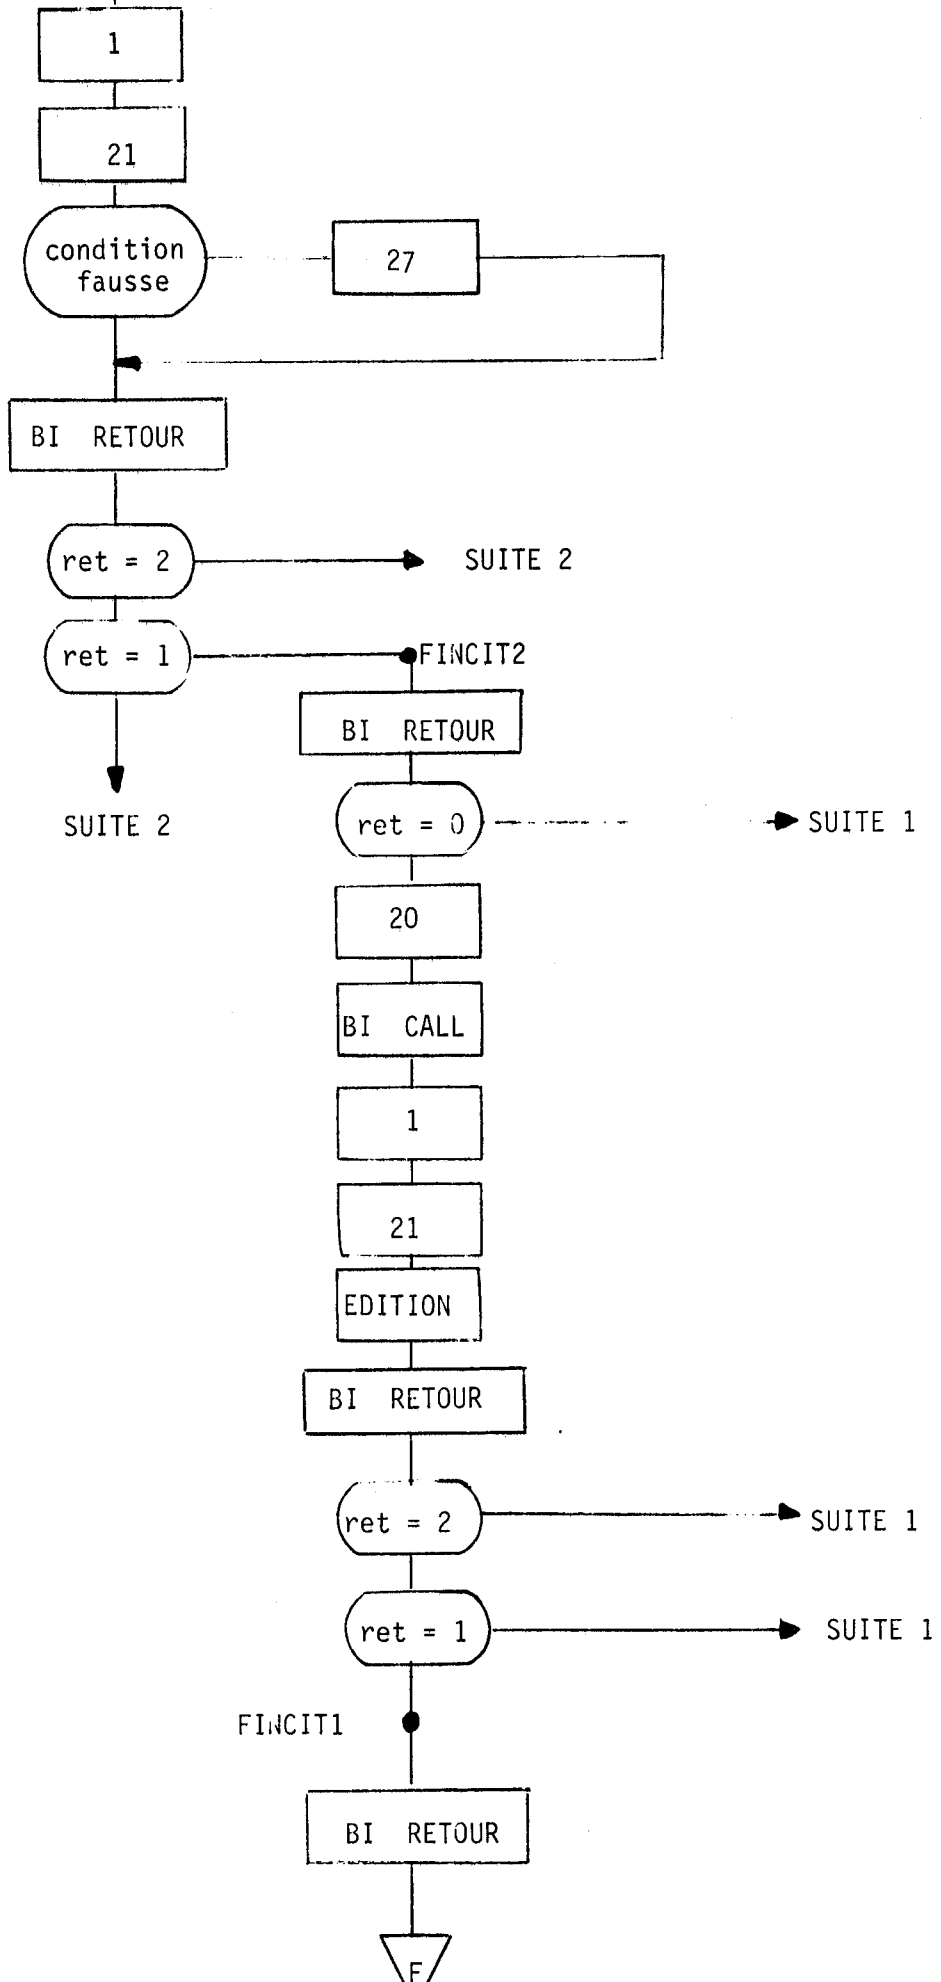 1
21
condition
fausse
27
BI RETOUR
ret = 2
SUITE 2
ret = 1
FINCIT2
SUITE 2
BI RETOUR
ret = 0
SUITE 1
20
BI CALL
1
21
EDITION
BI RETOUR
ret = 2
SUITE 1
ret = 1
SUITE 1
FINCIT1
BI RETOUR
F